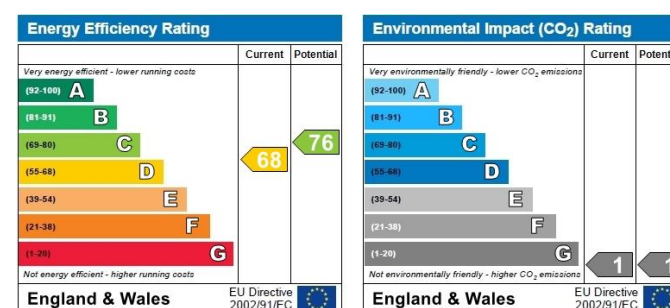 Energy Efficiency Rating
Current Potential
Very energy efficient - lower running costs
(92-100) A
(81-91) B
(69-80) C
(55-68) D
(39-54) E
(21-38) F
(1-20) G
68
76
Not energy efficient - higher running costs
England & Wales
EU Directive
2002/91/EC
Environmental Impact (CO₂) Rating
Current Potent
Very environmentally friendly - lower CO₂ emissions
(92-100) A
(81-91) B
(69-80) C
(55-68) D
(39-54) E
(21-38) F
(1-20) G
1
1
Not environmentally friendly - higher CO₂ emissions
England & Wales
EU Directive
2002/91/EC